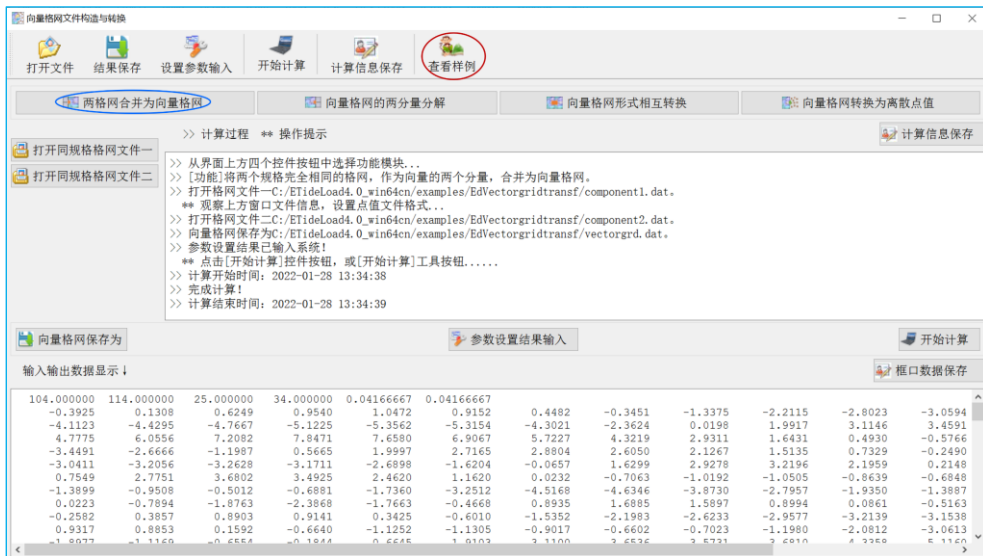 向量格网文件构造与转换
打开文件 结果保存 设置参数输入 开始计算 计算信息保存 查看样例
两格网合并为向量格网 向量格网的两分量分解 向量格网形式相互转换 向量格网转换为离散点值
>> 计算过程 ** 操作提示 计算信息保存
打开同规格格网文件一
打开同规格格网文件二
>> 从界面上方四个控件按钮中选择功能模块...
>> [功能]将两个规格完全相同的格网，作为向量的两个分量，合并为向量格网。
>> 打开格网文件一C:/ETideLoad4.0_win64cn/examples/EdVectorgridtransf/component1.dat。
** 观察上方窗口文件信息，设置点值文件格式...
>> 打开格网文件二C:/ETideLoad4.0_win64cn/examples/EdVectorgridtransf/component2.dat。
>> 向量格网保存为C:/ETideLoad4.0_win64cn/examples/EdVectorgridtransf/vectorgrd.dat。
>> 参数设置结果已输入系统！
** 点击[开始计算]控件按钮，或[开始计算]工具按钮......
>> 计算开始时间：2022-01-28 13:34:38
>> 完成计算！
>> 计算结束时间：2022-01-28 13:34:39
向量格网保存为 参数设置结果输入 开始计算
输入输出数据显示↓ 框口数据保存
104.000000 114.000000 25.000000 34.000000 0.04166667 0.04166667
-0.3925 0.1308 0.6249 0.9540 1.0472 0.9152 0.4482 -0.3451 -1.3375 -2.2115 -2.8023 -3.0594
-4.1123 -4.4295 -4.7667 -5.1225 -5.3562 -5.3154 -4.3021 -2.3624 0.0198 1.9917 3.1146 3.4591
4.7775 6.0556 7.2082 7.8471 7.6580 6.9067 5.7227 4.3219 2.9311 1.6431 0.4930 -0.5766
-3.4491 -2.6666 -1.1987 0.5665 1.9997 2.7165 2.8804 2.6050 2.1267 1.5135 0.7329 -0.2490
-3.0411 -3.2056 -3.2628 -3.1711 -2.6898 -1.6204 -0.0657 1.6299 2.9278 3.2196 2.1959 0.2148
0.7549 2.7751 3.6802 3.4925 2.4620 1.1620 0.0232 -0.7063 -1.0192 -1.0505 -0.8639 -0.6848
-1.3899 -0.9508 -0.5012 -0.6881 -1.7360 -3.2512 -4.5168 -4.6346 -3.8730 -2.7957 -1.9350 -1.3887
0.0223 -0.7894 -1.8763 -2.3868 -1.7663 -0.4668 0.8935 1.6885 1.5897 0.8994 0.0861 -0.5163
-0.2582 0.3857 0.8903 0.9141 0.3425 -0.6010 -1.5352 -2.1983 -2.6233 -2.9577 -3.2139 -3.1538
0.9317 0.8853 0.1592 -0.6640 -1.1252 -1.1305 -0.9017 -0.6602 -0.7023 -1.1980 -2.0812 -3.0613